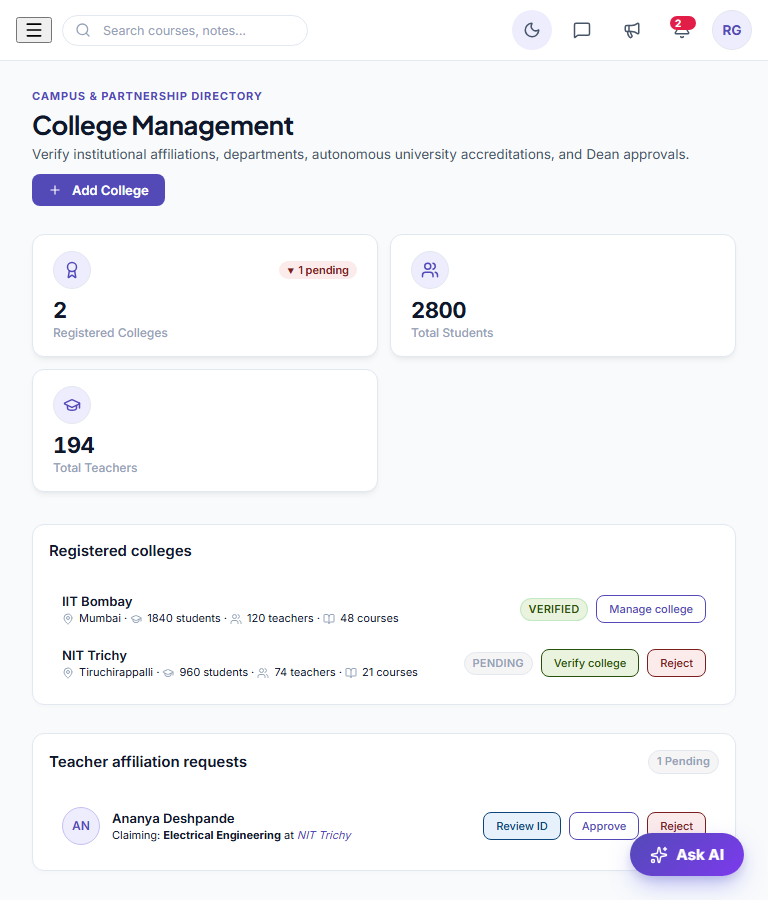 Search courses, notes...
2
RG
CAMPUS & PARTNERSHIP DIRECTORY
College Management
Verify institutional affiliations, departments, autonomous university accreditations, and Dean approvals.
+ Add College
▼ 1 pending
2
Registered Colleges
2800
Total Students
194
Total Teachers
Registered colleges
IIT Bombay
Mumbai · 1840 students · 120 teachers · 48 courses
VERIFIED
Manage college
NIT Trichy
Tiruchirappalli · 960 students · 74 teachers · 21 courses
PENDING
Verify college
Reject
Teacher affiliation requests
1 Pending
AN
Ananya Deshpande
Claiming: Electrical Engineering at NIT Trichy
Review ID
Approve
Reject
Ask AI